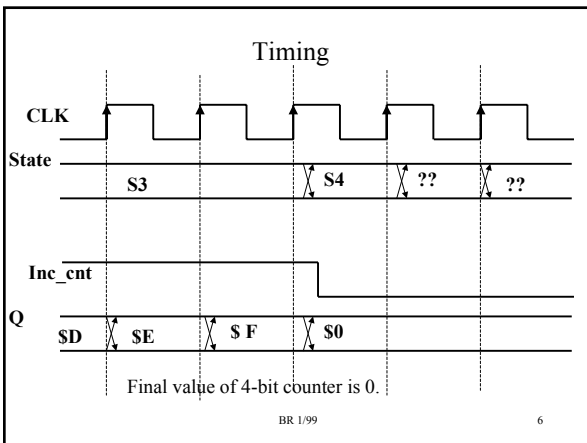 Timing
CLK
State
S3 S4 ?? ??
Inc_cnt
Q
$D $E $ F $0
Final value of 4-bit counter is 0.
BR 1/99 6